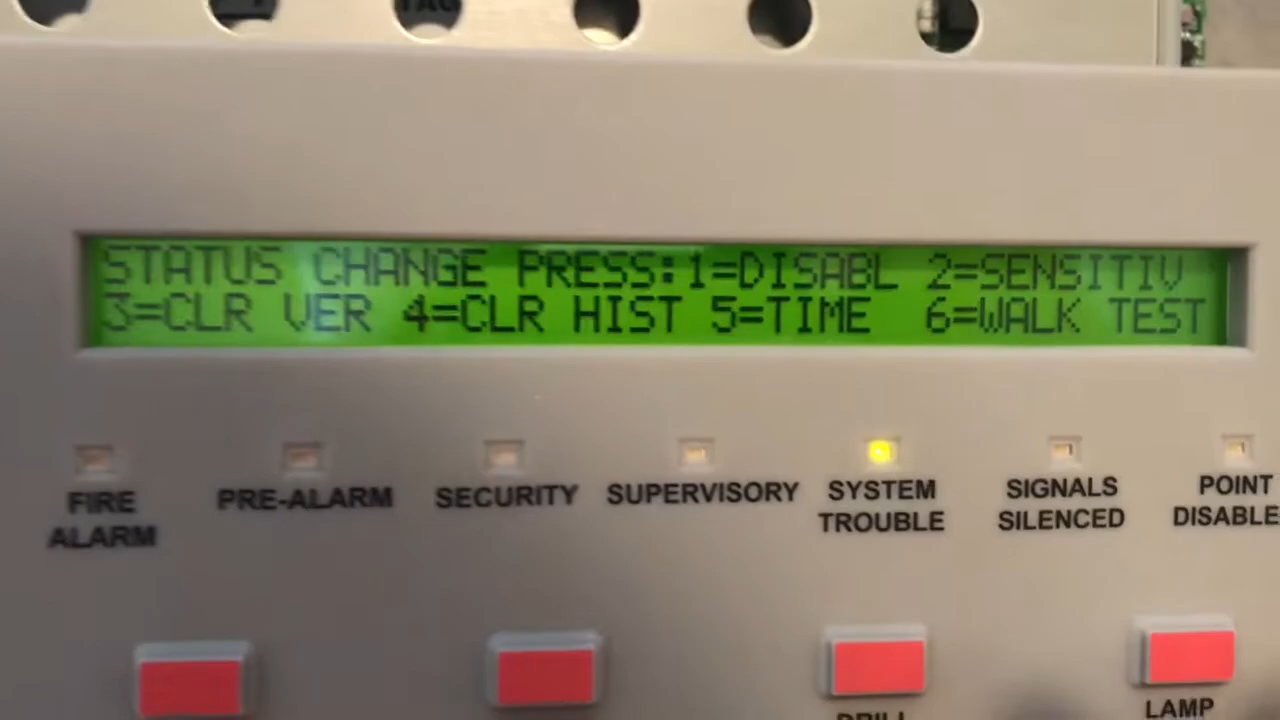 STATUS CHANGE PRESS:1=DISABL 2=SENSITIV
3=CLR VER 4=CLR HIST 5=TIME 6=WALK TEST
FIRE ALARM
PRE-ALARM
SECURITY
SUPERVISORY
SYSTEM TROUBLE
SIGNALS SILENCED
POINT DISABLE
DRILL
LAMP